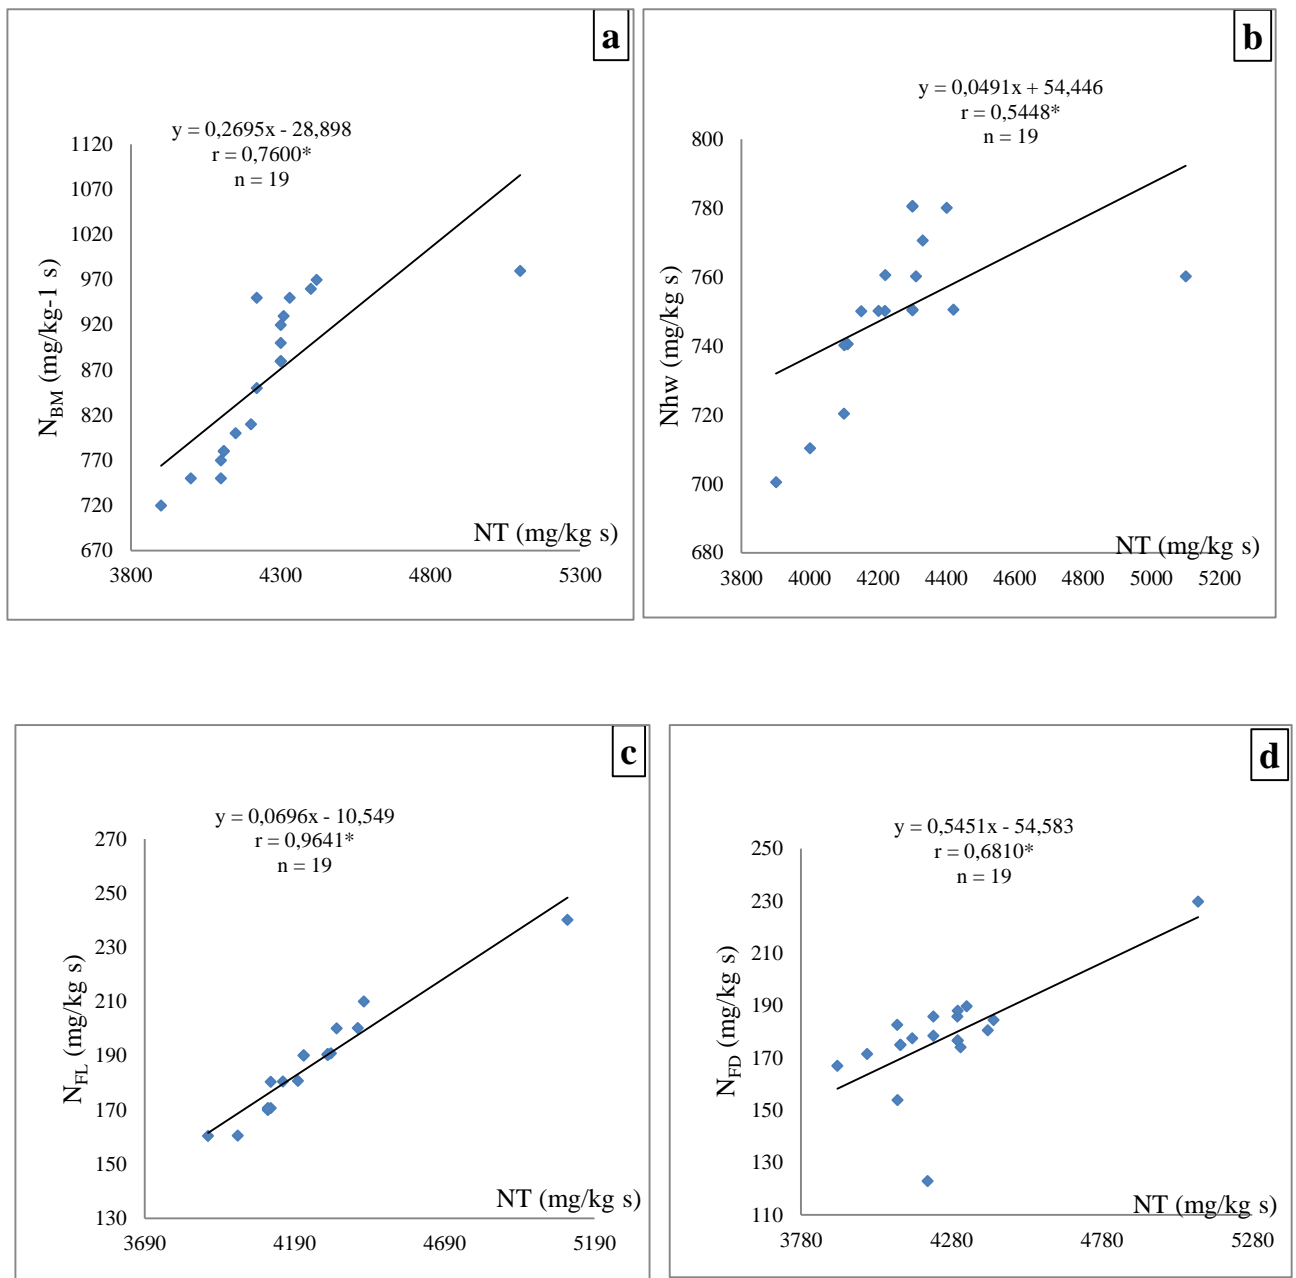 a
y = 0,2695x - 28,898
r = 0,7600*
n = 19
1120
1070
1020
970
920
870
820
770
720
670
N_BM (mg/kg-1 s)
NT (mg/kg s)
3800 4300 4800 5300
b
y = 0,0491x + 54,446
r = 0,5448*
n = 19
800
780
760
740
720
700
680
Nhw (mg/kg s)
NT (mg/kg s)
3800 4000 4200 4400 4600 4800 5000 5200
c
y = 0,0696x - 10,549
r = 0,9641*
n = 19
270
250
230
210
190
170
150
130
N_FL (mg/kg s)
NT (mg/kg s)
3690 4190 4690 5190
d
y = 0,5451x - 54,583
r = 0,6810*
n = 19
250
230
210
190
170
150
130
110
N_FD (mg/kg s)
NT (mg/kg s)
3780 4280 4780 5280